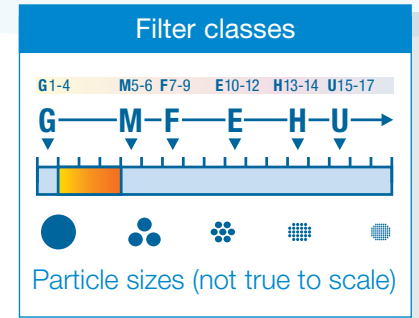 Filter classes
G1-4 M5-6 F7-9 E10-12 H13-14 U15-17
G M F E H U
Particle sizes (not true to scale)